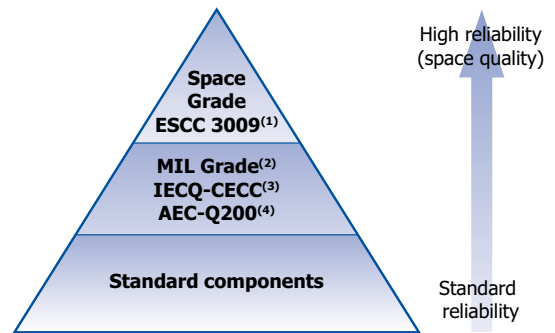 Space
Grade
ESCC 3009(1)
MIL Grade(2)
IECQ-CECC(3)
AEC-Q200(4)
Standard components
High reliability
(space quality)
Standard
reliability